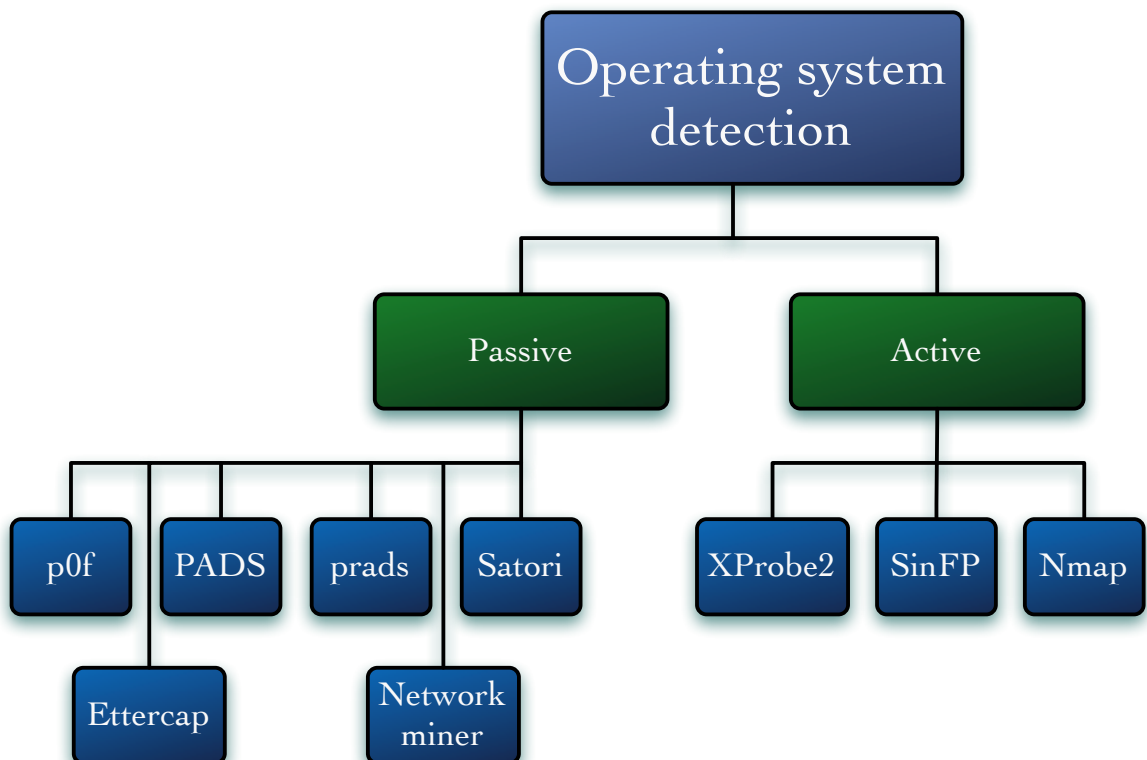 Operating system
detection
Passive
Active
p0f
PADS
prads
Satori
XProbe2
SinFP
Nmap
Ettercap
Network
miner